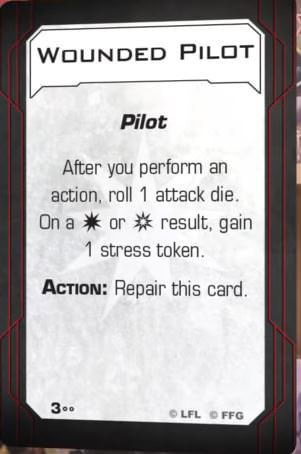 WOUNDED PILOT
Pilot
After you perform an
action, roll 1 attack die.
On a or result, gain
1 stress token.
ACTION: Repair this card.
3
© LFL © FFG